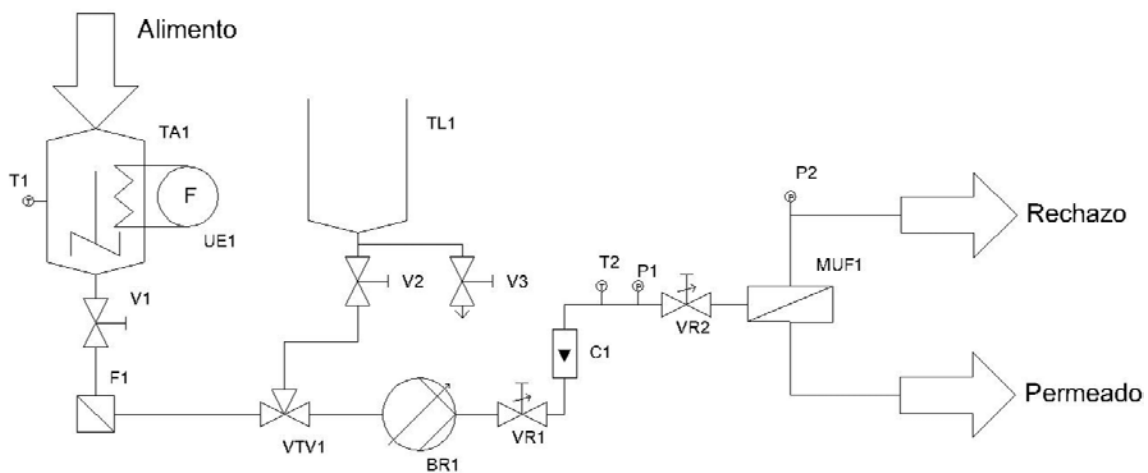 Alimento
TA1
T1
T
F
UE1
V1
F1
TL1
V2
V3
VTV1
BR1
VR1
C1
T2
T
P1
P
VR2
P2
P
MUF1
Rechazo
Permeado